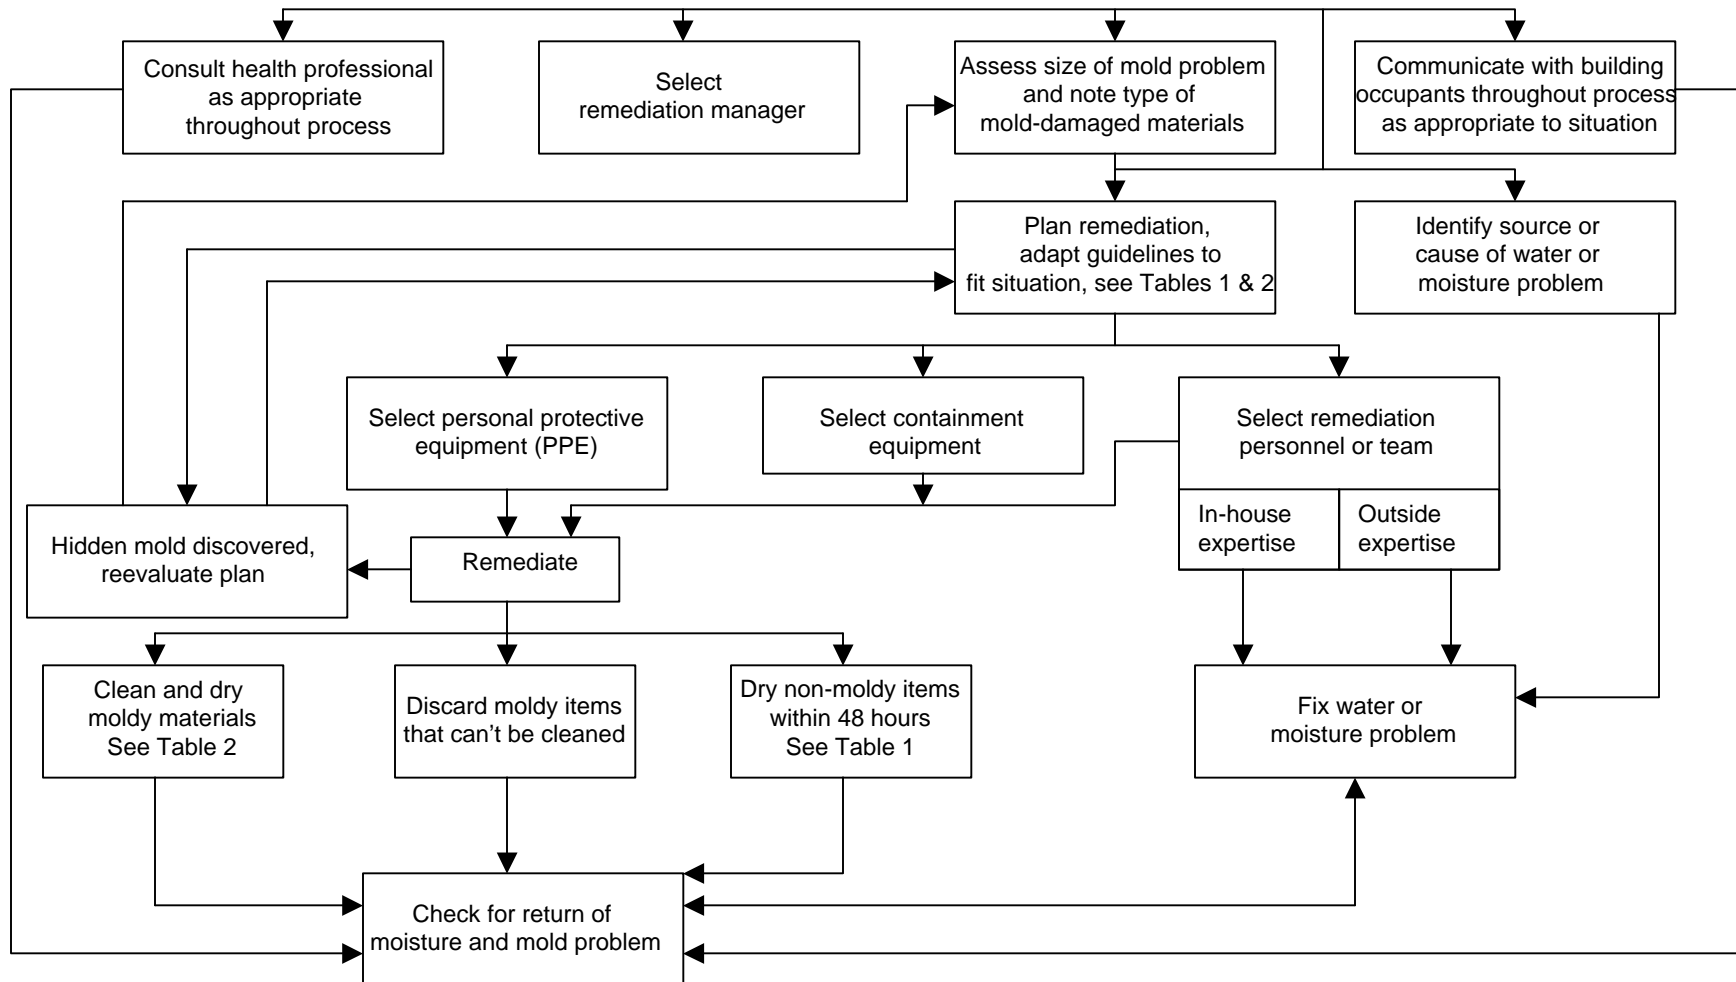 Consult health professional
as appropriate
throughout process
Select
remediation manager
Assess size of mold problem
and note type of
mold-damaged materials
Communicate with building
occupants throughout process
as appropriate to situation
Plan remediation,
adapt guidelines to
fit situation, see Tables 1 & 2
Identify source or
cause of water or
moisture problem
Select personal protective
equipment (PPE)
Select containment
equipment
Select remediation
personnel or team
In-house
expertise
Outside
expertise
Hidden mold discovered,
reevaluate plan
Remediate
Clean and dry
moldy materials
See Table 2
Discard moldy items
that can't be cleaned
Dry non-moldy items
within 48 hours
See Table 1
Fix water or
moisture problem
Check for return of
moisture and mold problem